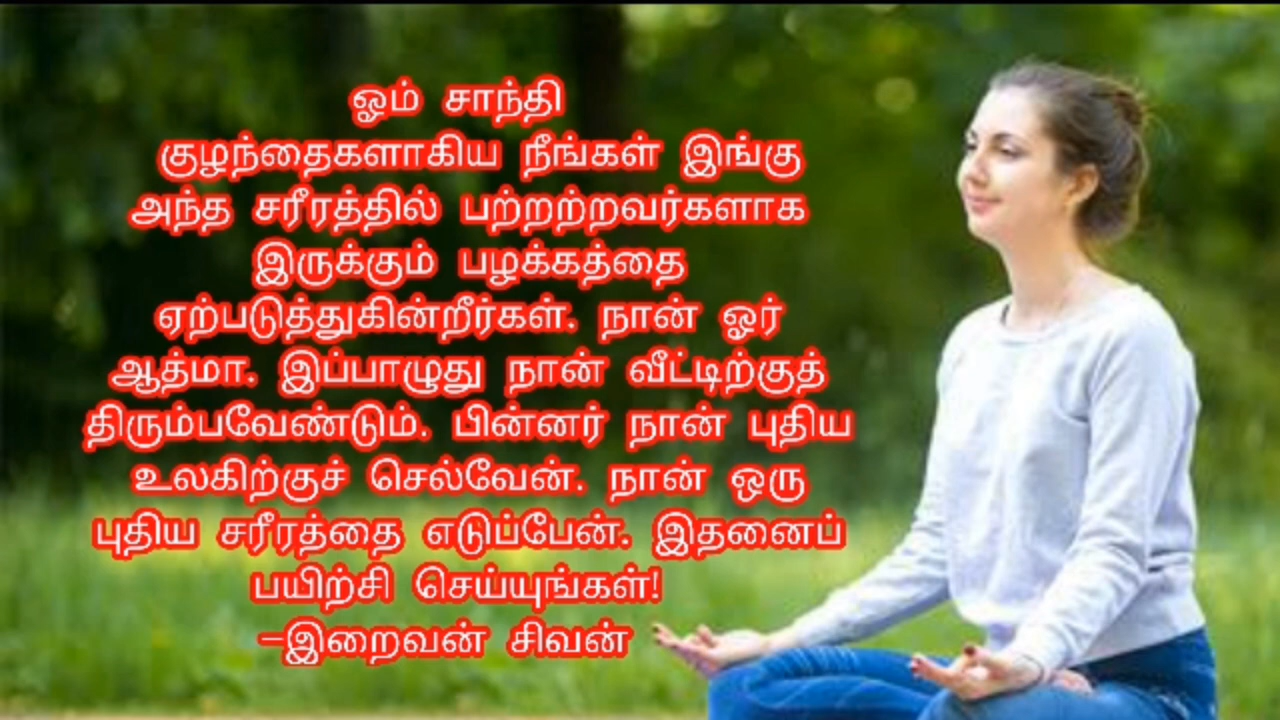 ஓம் சாந்தி
குழந்தைகளாகிய நீங்கள் இங்கு
அந்த சரீரத்தில் பற்றற்றவர்களாக
இருக்கும் பழக்கத்தை
ஏற்படுத்துகின்றீர்கள். நான் ஓர்
ஆத்மா. இப்பாழுது நான் வீட்டிற்குத்
திரும்பவேண்டும். பின்னர் நான் புதிய
உலகிற்குச் செல்வேன். நான் ஒரு
புதிய சரீரத்தை எடுப்பேன். இதனைப்
பயிற்சி செய்யுங்கள்!
–இறைவன் சிவன்